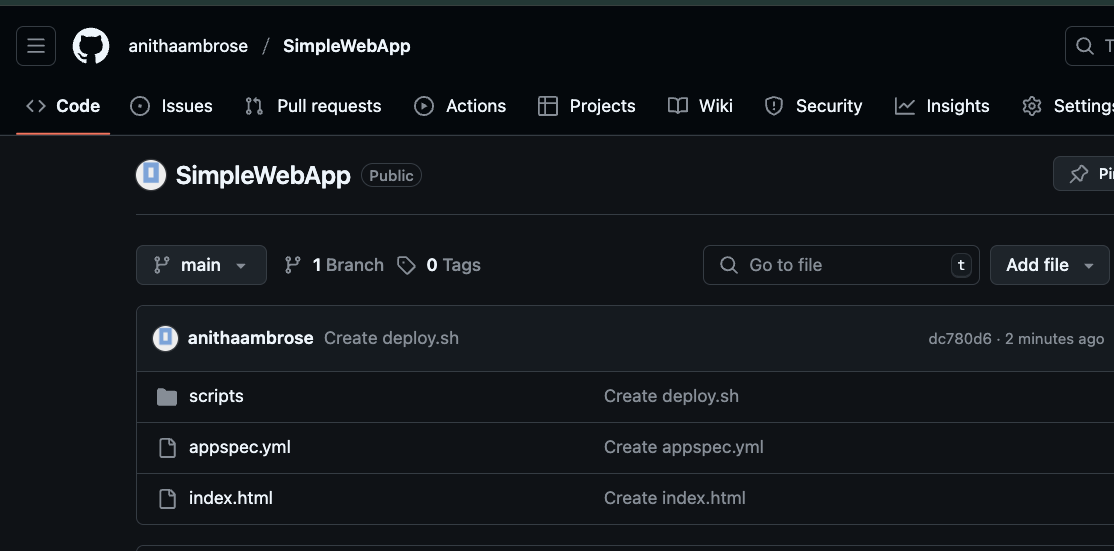 anithaambrose / SimpleWebApp
Code Issues Pull requests Actions Projects Wiki Security Insights Settings
SimpleWebApp Public
main 1 Branch 0 Tags Go to file t Add file
anithaambrose Create deploy.sh dc780d6 · 2 minutes ago
scripts Create deploy.sh
appspec.yml Create appspec.yml
index.html Create index.html